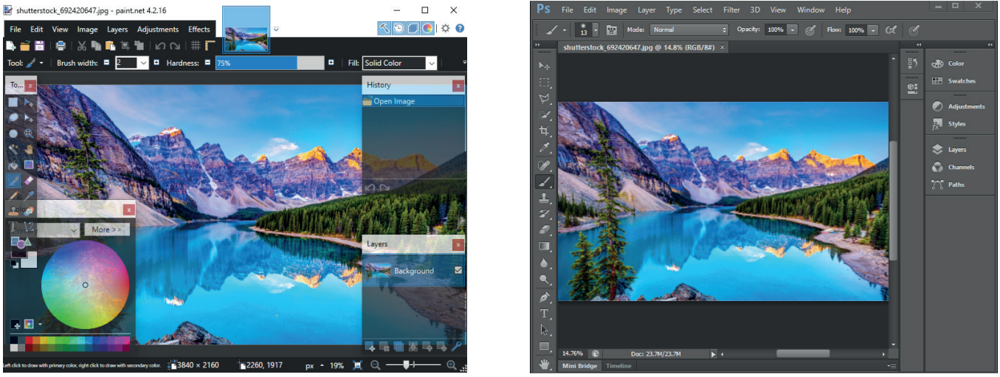 shutterstock_692420647.jpg - paint.net 4.2.16
File Edit View Image Layers Adjustments Effects
Tool: Brush width: 2 Hardness: 75% Fill: Solid Color
To... x
History x
Open Image
More >>
Layers x
Background
Left click to draw with primary color, right click to draw with secondary color. 3840 × 2160 2260, 1917 px 19%
Ps File Edit Image Layer Type Select Filter 3D View Window Help
13 Mode: Normal Opacity: 100% Flow: 100%
shutterstock_692420647.jpg @ 14.8% (RGB/8#) ×
Color
Swatches
Adjustments
fx Styles
Layers
Channels
Paths
T
14.76% Doc: 23.7M/23.7M
Mini Bridge Timeline